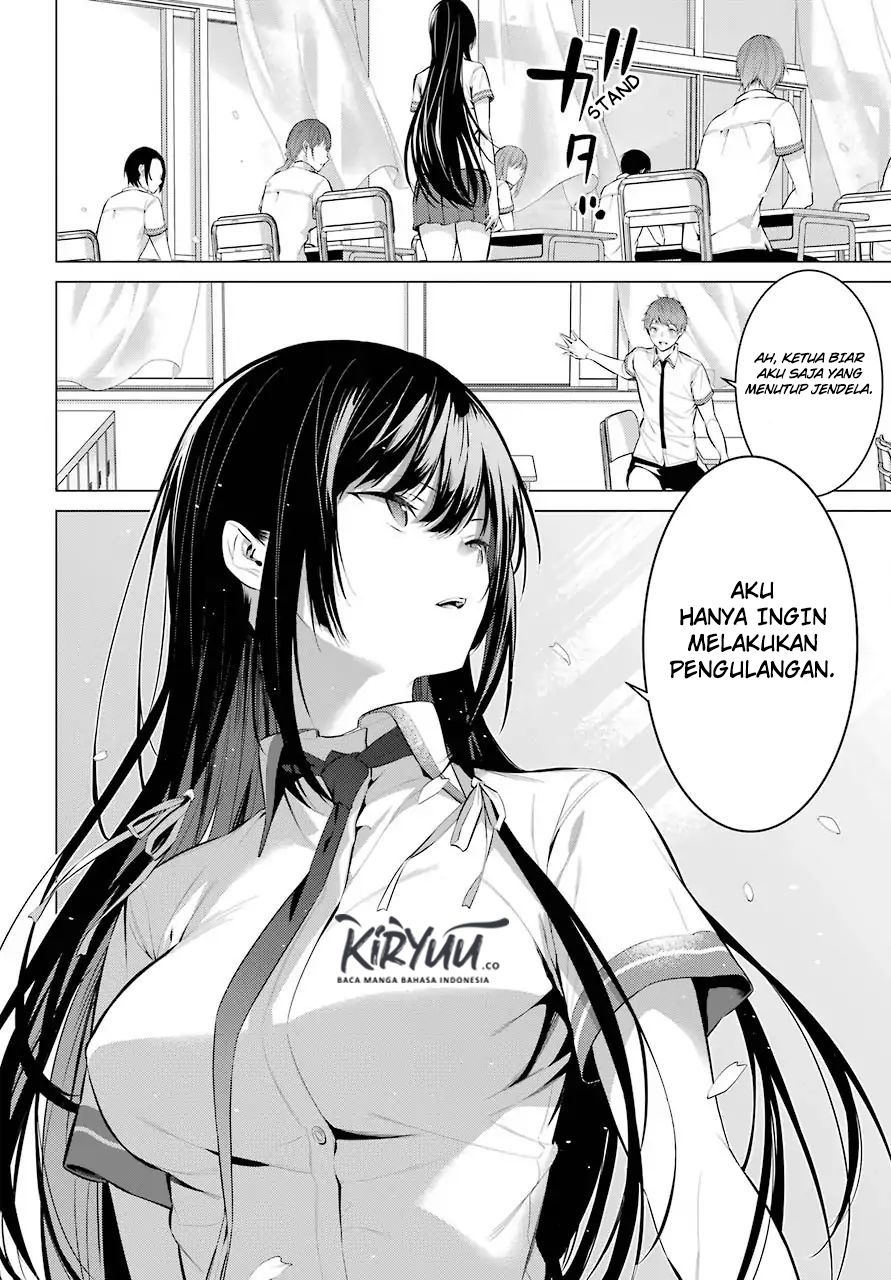 ガタッ
STAND
AH, KETUA BIAR
AKU SAJA YANG
MENUTUP JENDELA.
AKU
HANYA INGIN
MELAKUKAN
PENGULANGAN.
KiRYUU.co
BACA MANGA BAHASA INDONESIA